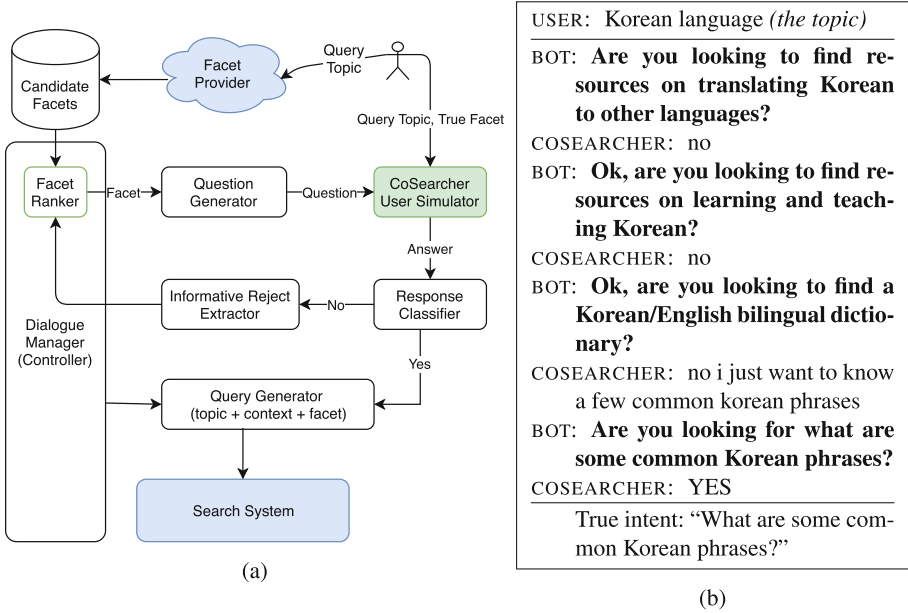 Query
Topic
Facet
Provider
Candidate
Facets
Query Topic, True Facet
Facet
Ranker
Facet
Question
Generator
Question
CoSearcher
User Simulator
Answer
Informative Reject
Extractor
No
Response
Classifier
Dialogue
Manager
(Controller)
Yes
Query Generator
(topic + context + facet)
Search System
(a)
USER: Korean language (the topic)
BOT: Are you looking to find re-
sources on translating Korean
to other languages?
COSEARCHER: no
BOT: Ok, are you looking to find re-
sources on learning and teach-
ing Korean?
COSEARCHER: no
BOT: Ok, are you looking to find a
Korean/English bilingual dictio-
nary?
COSEARCHER: no i just want to know
a few common korean phrases
BOT: Are you looking for what are
some common Korean phrases?
COSEARCHER: YES
True intent: “What are some com-
mon Korean phrases?”
(b)